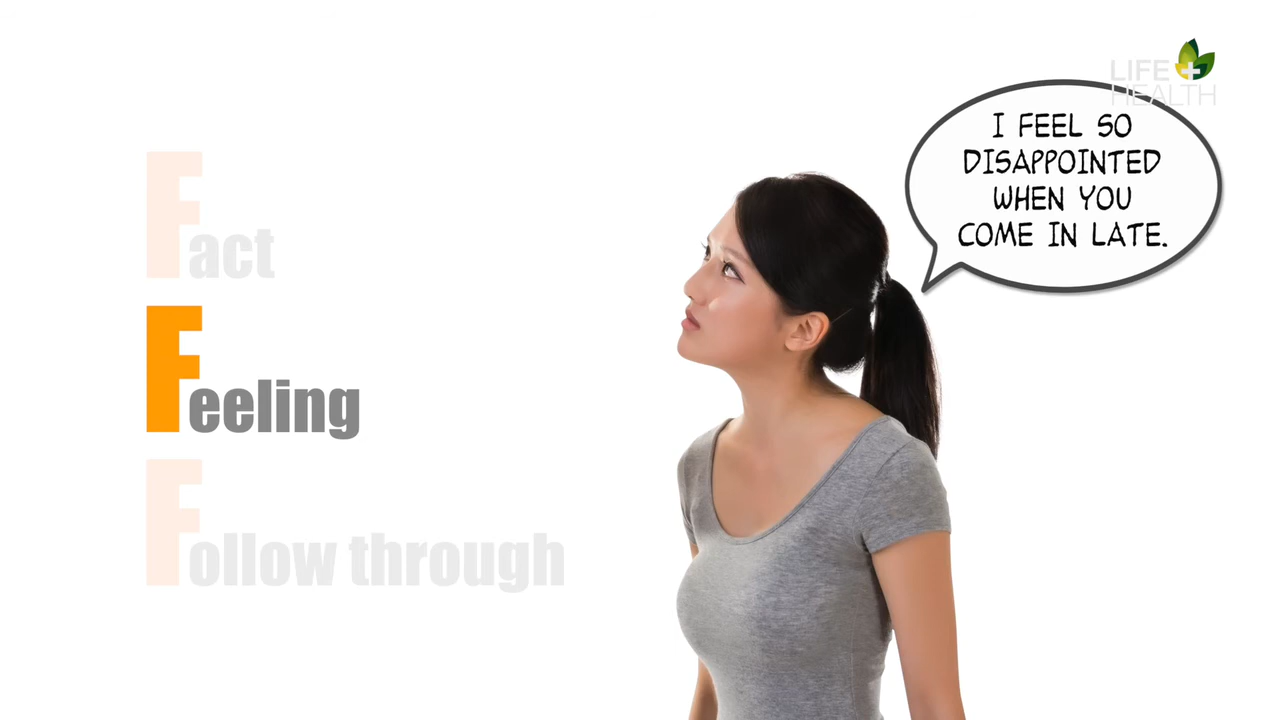 LIFE
HEALTH
I FEEL SO
DISAPPOINTED
WHEN YOU
COME IN LATE.
Fact
Feeling
Follow through